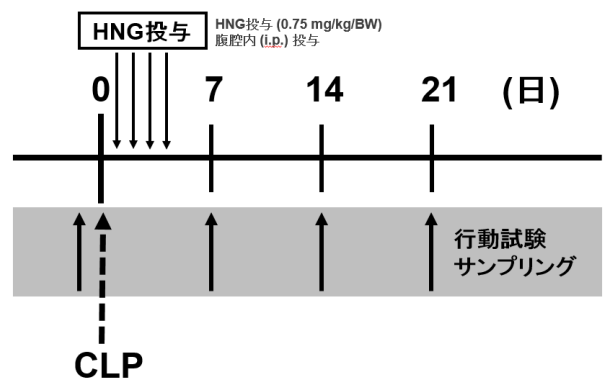 HNG投与
HNG投与 (0.75 mg/kg/BW)
腹腔内 (i.p.) 投与
0 7 14 21 (日)
行動試験
サンプリング
CLP